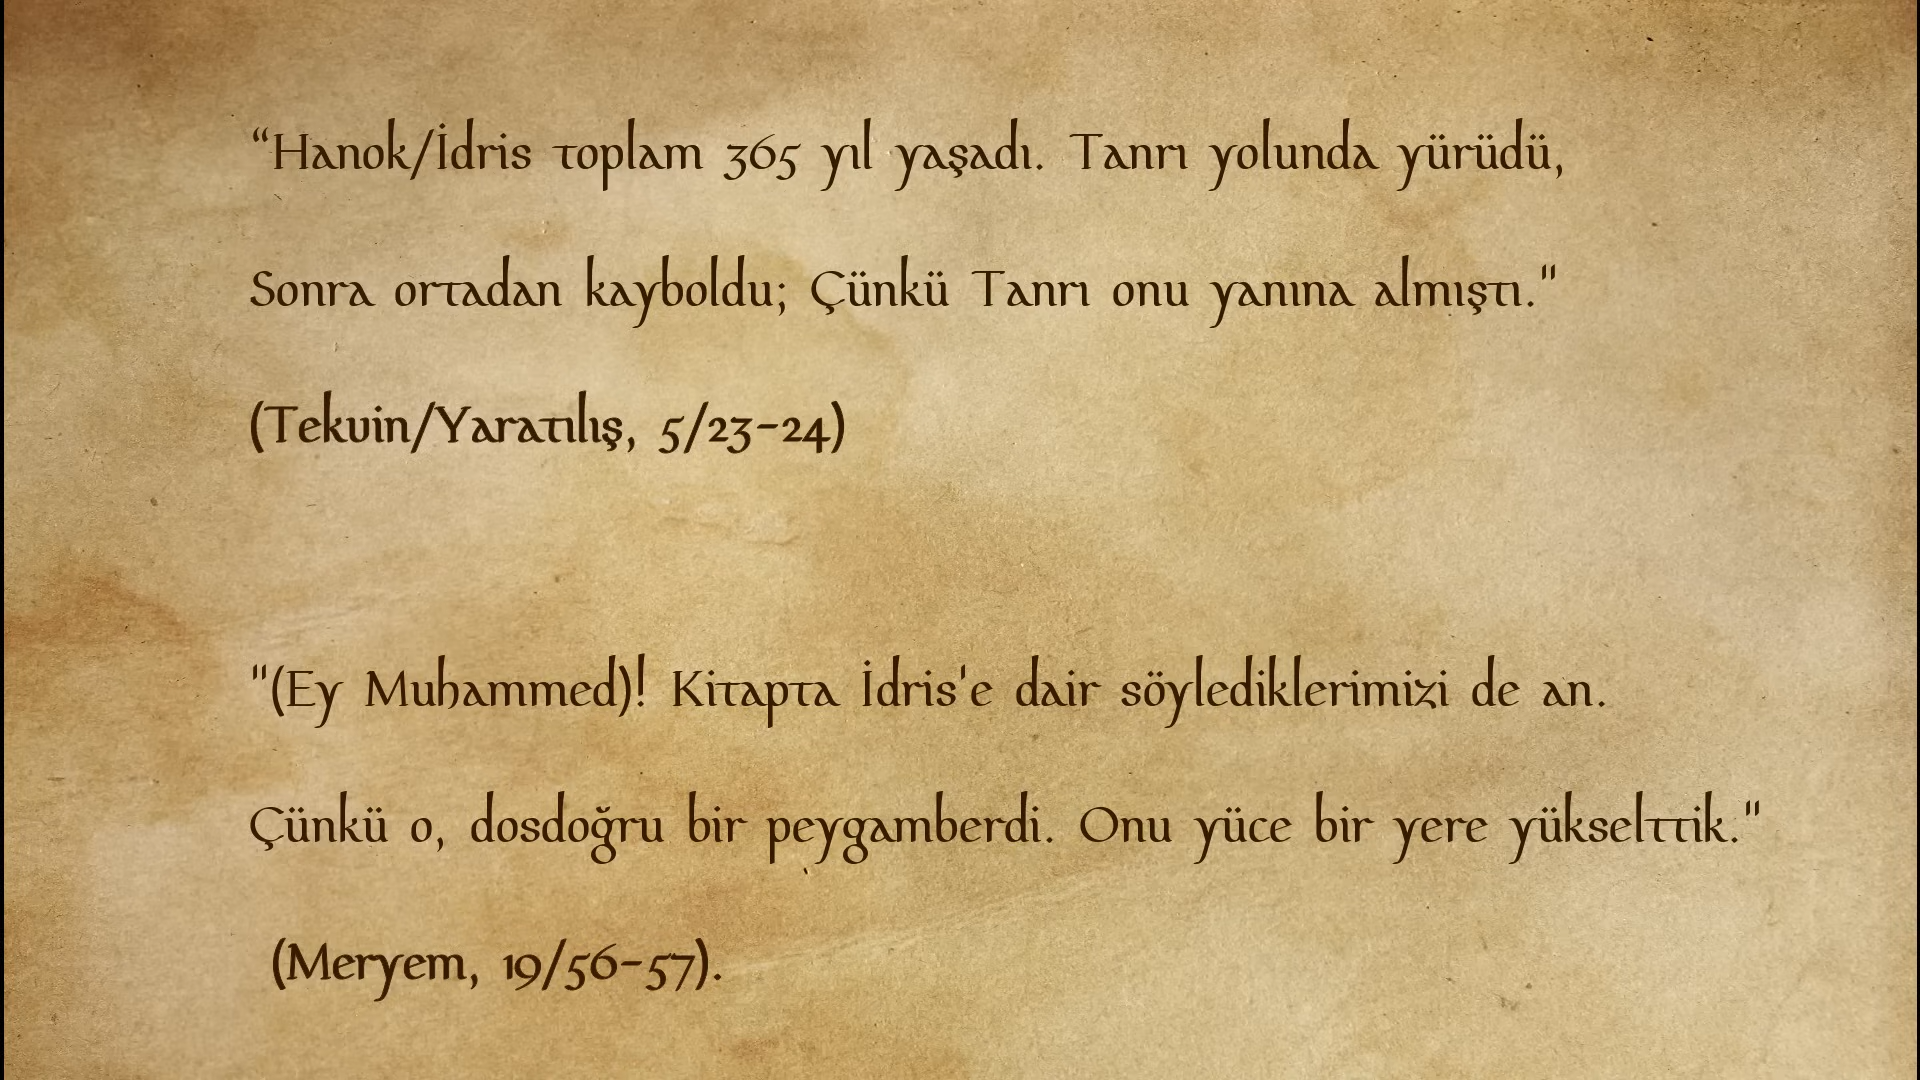 “Hanok/İdris toplam 365 yıl yaşadı. Tanrı yolunda yürüdü,
Sonra ortadan kayboldu; Çünkü Tanrı onu yanına almıştı."
(Tekvin/Yaratılış, 5/23-24)
"(Ey Muhammed)! Kitapta İdris'e dair söylediklerimizi de an.
Çünkü o, dosdoğru bir peygamberdi. Onu yüce bir yere yükselttik."
(Meryem, 19/56-57).